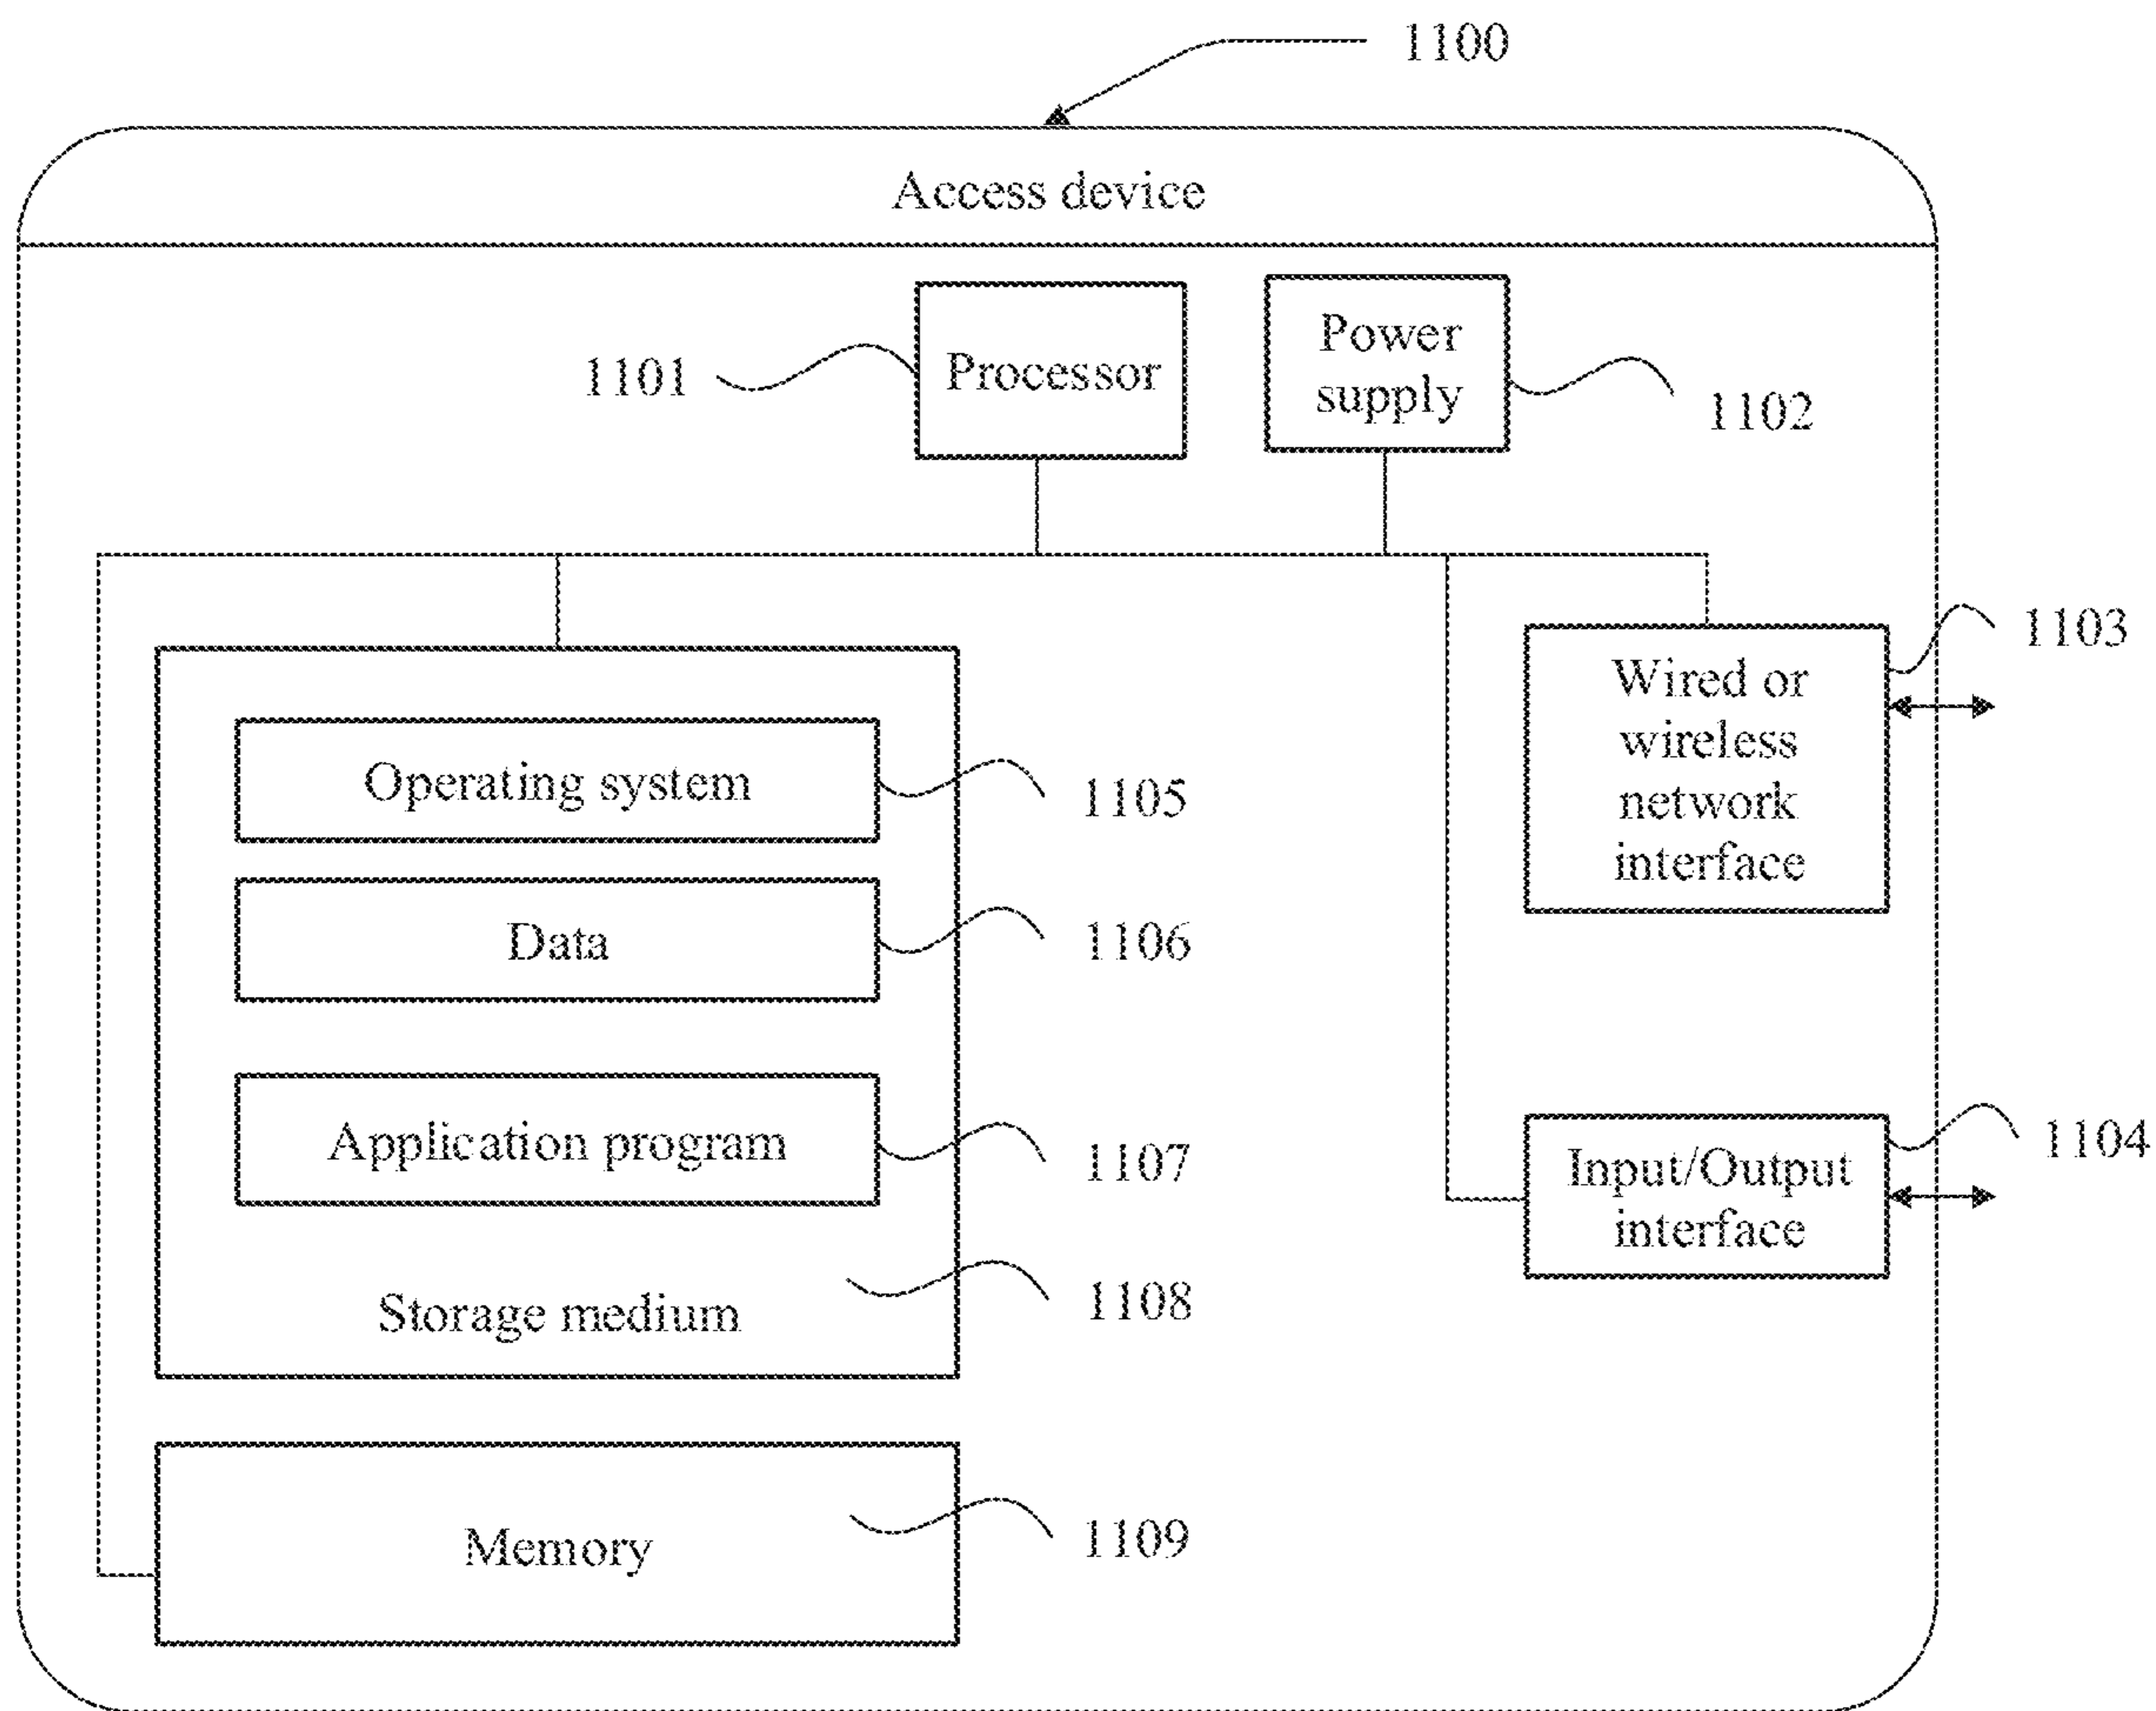 1100
Access device
Processor
1101
Power
supply
1102
1103
Wired or
wireless
network
interface
Operating system
1105
Data
1106
Application program
1107
1104
Input/Output
interface
Storage medium
1108
Memory
1109